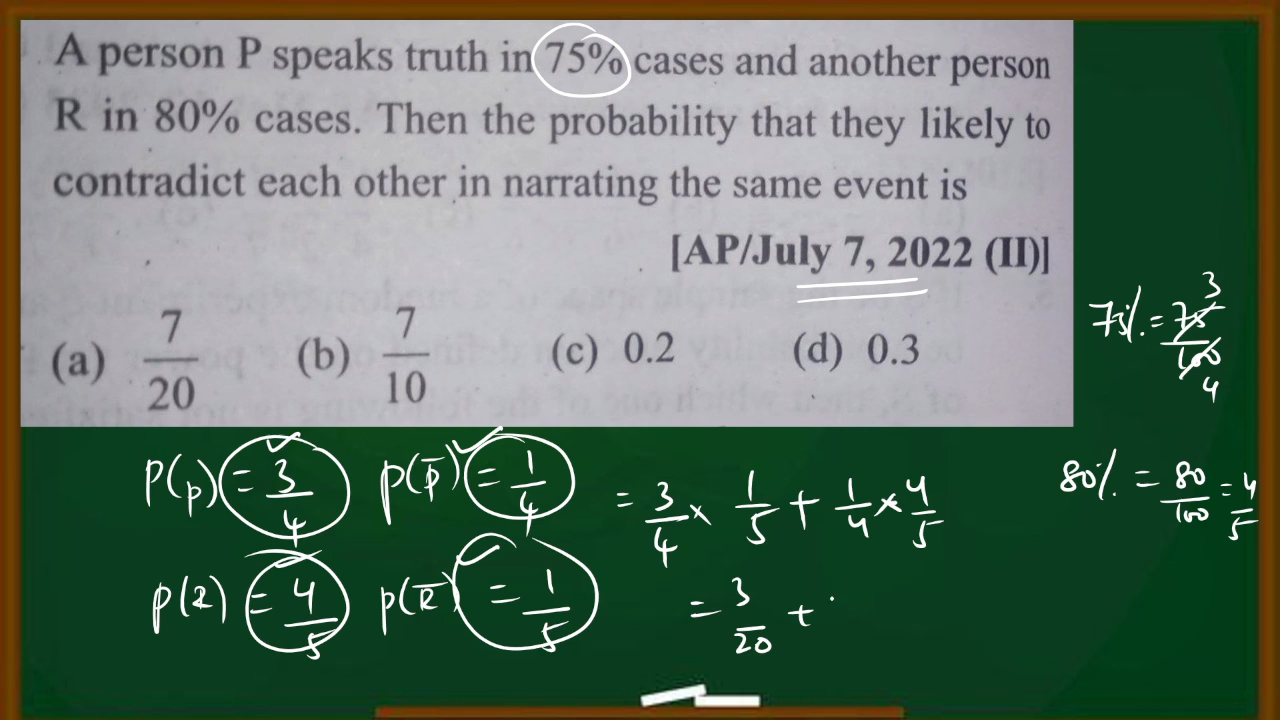 A person P speaks truth in 75% cases and another person
R in 80% cases. Then the probability that they likely to
contradict each other in narrating the same event is
[AP/July 7, 2022 (II)]
(a) 7/20 (b) 7/10 (c) 0.2 (d) 0.3
75% = 75/100 3 4
80% = 80/100 = 4/5
P(P) = 3/4 P(P̅) = 1/4
P(R) = 4/5 P(R̅) = 1/5
= 3/4 × 1/5 + 1/4 × 4/5
= 3/20 +